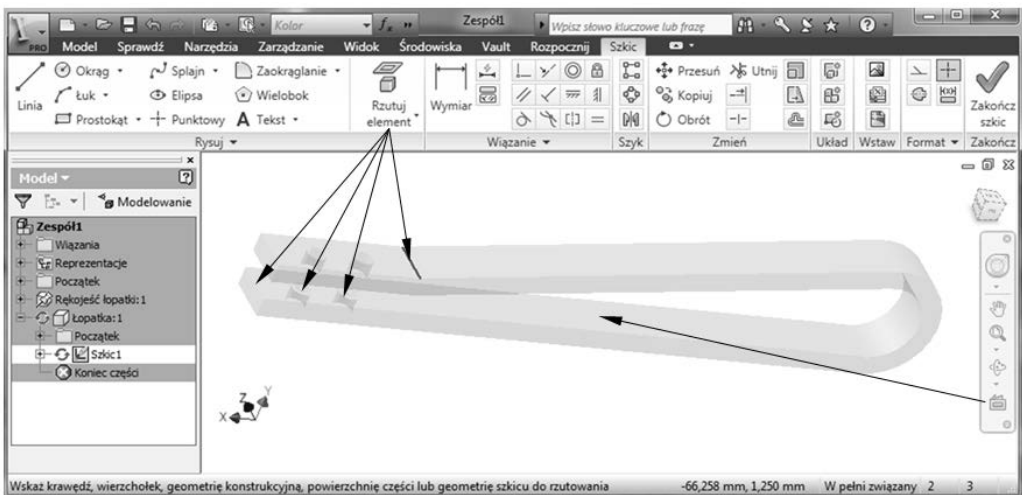 PRO Kolor fx Zespół1 Wpisz słowo kluczowe lub frazę
Model Sprawdź Narzędzia Zarządzanie Widok Środowiska Vault Rozpocznij Szkic
Linia
Okrąg
Łuk
Prostokąt
Splajn
Elipsa
Punktowy
Zaokrąglanie
Wielobok
A Tekst
Rzutuj
element
Wymiar
Przesuń
Kopiuj
Obrót
Utnij
Zakończ
szkic
Rysuj Wiązanie Szyk Zmień Układ Wstaw Format Zakończ
Model
Modelowanie
Zespół1
Wiązania
Reprezentacje
Początek
Rękojeść łopatki:1
Łopatka:1
Początek
Szkic1
Koniec części
Z Y
X
Wskaż krawędź, wierzchołek, geometrię konstrukcyjną, powierzchnię części lub geometrię szkicu do rzutowania -66,258 mm, 1,250 mm W pełni związany 2 3